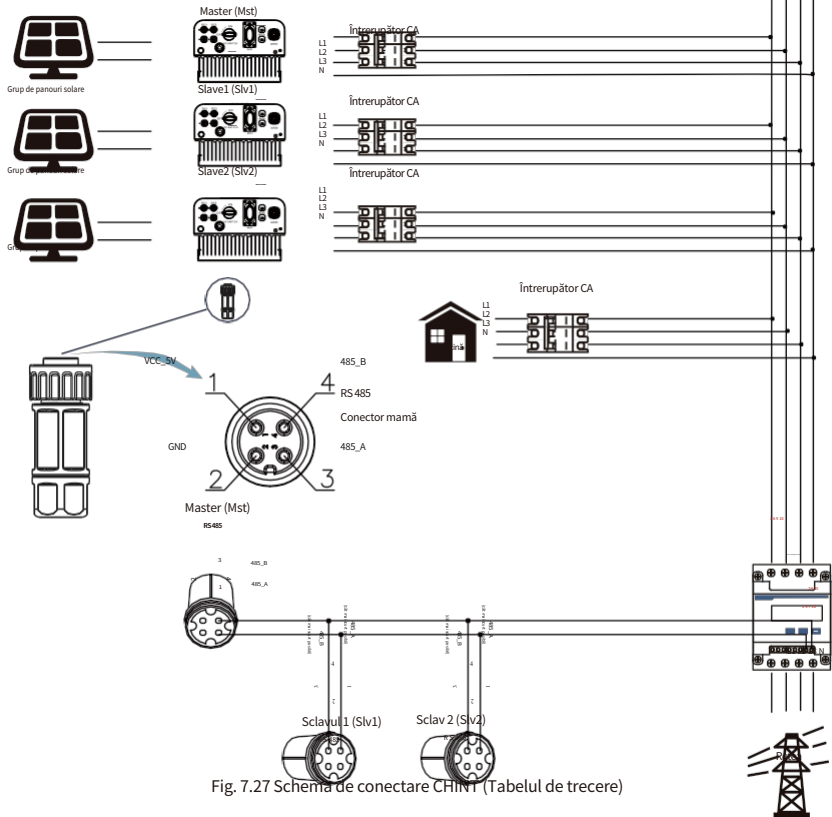 Master (Mst)
Întrerupător CA
L1
L2
L3
N
Grup de panouri solare
Slave1 (Slv1)
Întrerupător CA
L1
L2
L3
N
Slave2 (Slv2)
Întrerupător CA
L1
L2
L3
N
Întrerupător CA
L1
L2
L3
N
VCC_5V
485_B
1
4
RS 485
Conector mamă
GND
485_A
2
3
Master (Mst)
RS485
3
485_B
1
485_A
485_B
485_A
485_B
485_A
4
4
N
Sclavul 1 (Slv1)
Sclav 2 (Slv2)
Fig. 7.27 Schema de conectare CHINT (Tabelul de trecere)